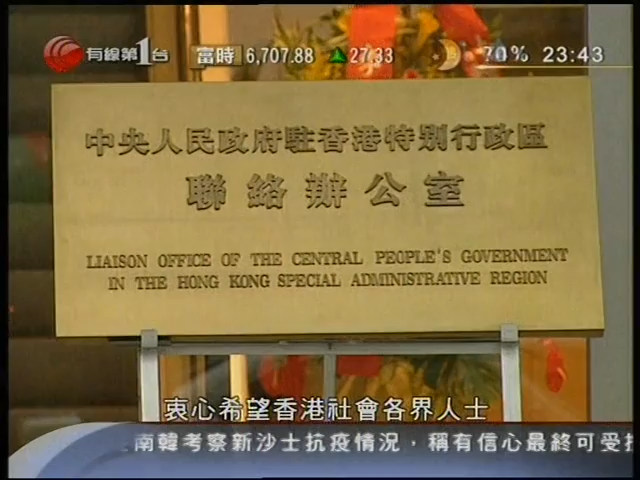 有線第1台 富時 6,707.88 ▲ 27.33 70% 23:43
中央人民政府駐香港特別行政區
聯絡辦公室
LIAISON OFFICE OF THE CENTRAL PEOPLE'S GOVERNMENT
IN THE HONG KONG SPECIAL ADMINISTRATIVE REGION
衷心希望香港社會各界人士
南韓考察新沙士抗疫情況，稱有信心最終可受